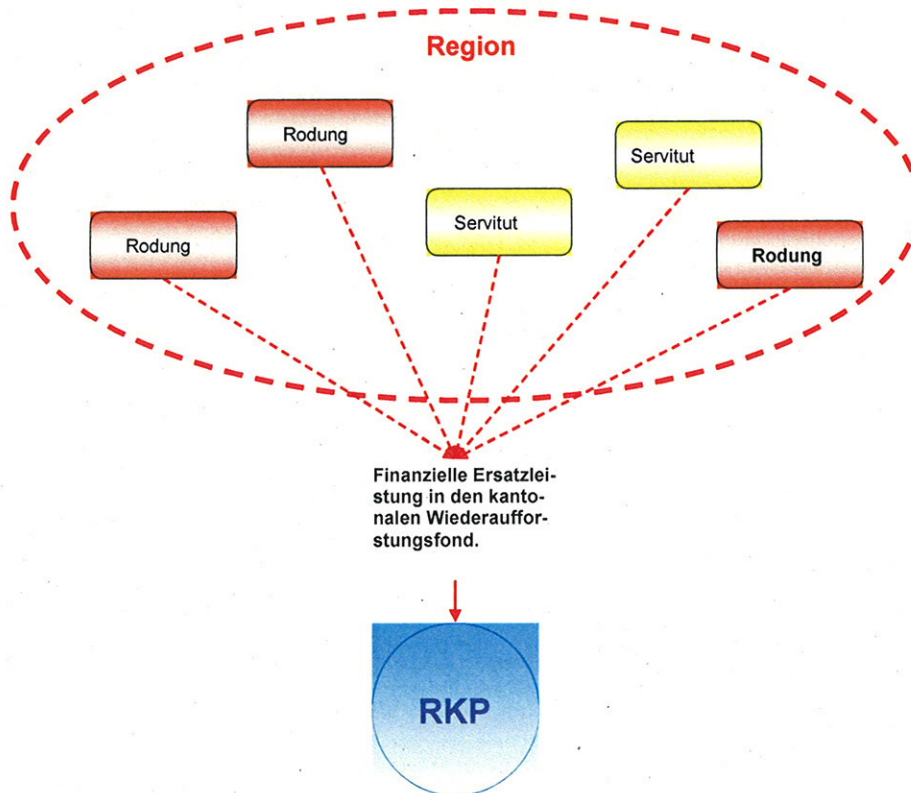 Region
Rodung
Servitut
Rodung
Servitut
Rodung
Finanzielle Ersatzlei-
stung in den kanto-
nalen Wiederauffor-
stungsfond.
RKP